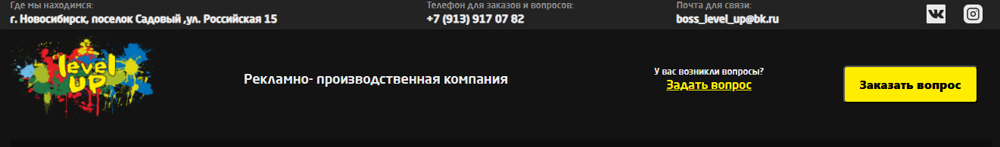 Где мы находимся:
г. Новосибирск, поселок Садовый ,ул. Российская 15
Телефон для заказов и вопросов:
+7 (913) 917 07 82
Почта для связи:
boss_level_up@bk.ru
level
UP
Рекламно- производственная компания
У вас возникли вопросы?
Задать вопрос
Заказать вопрос